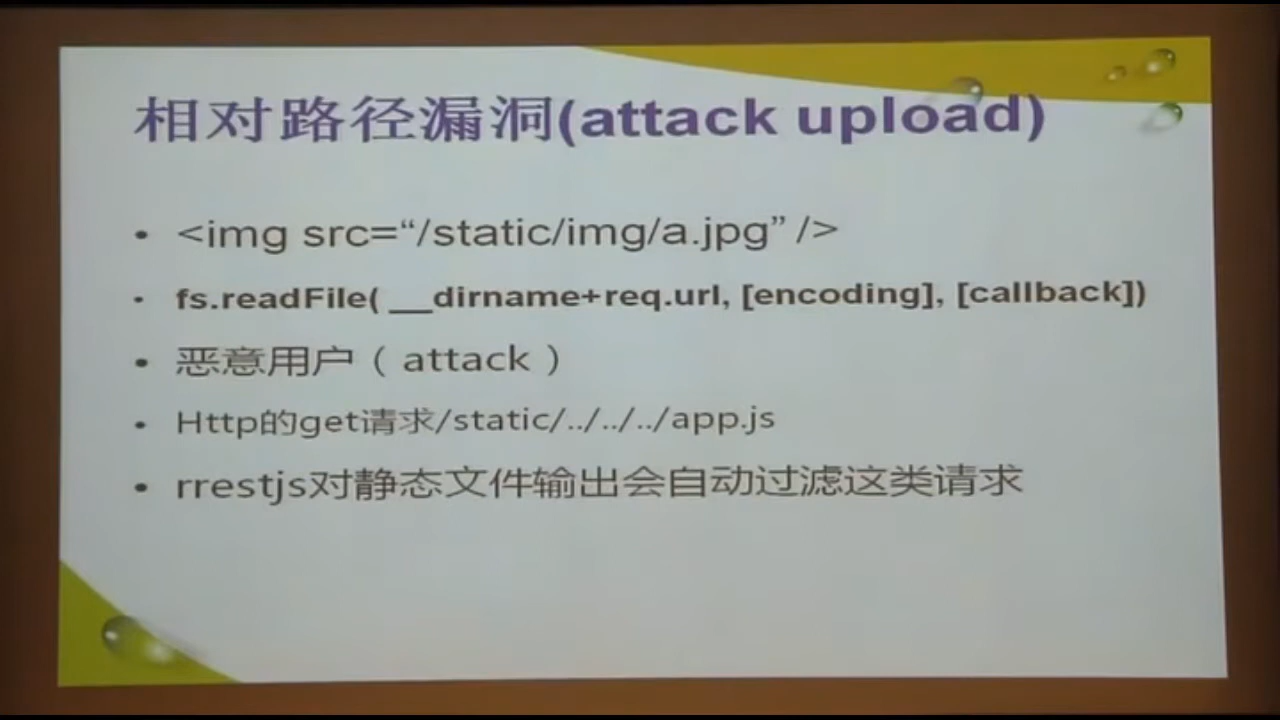 相对路径漏洞(attack upload)
• <img src=“/static/img/a.jpg” />
• fs.readFile( __dirname+req.url, [encoding], [callback])
• 恶意用户（attack）
• Http的get请求/static/../../../app.js
• rrestjs对静态文件输出会自动过滤这类请求